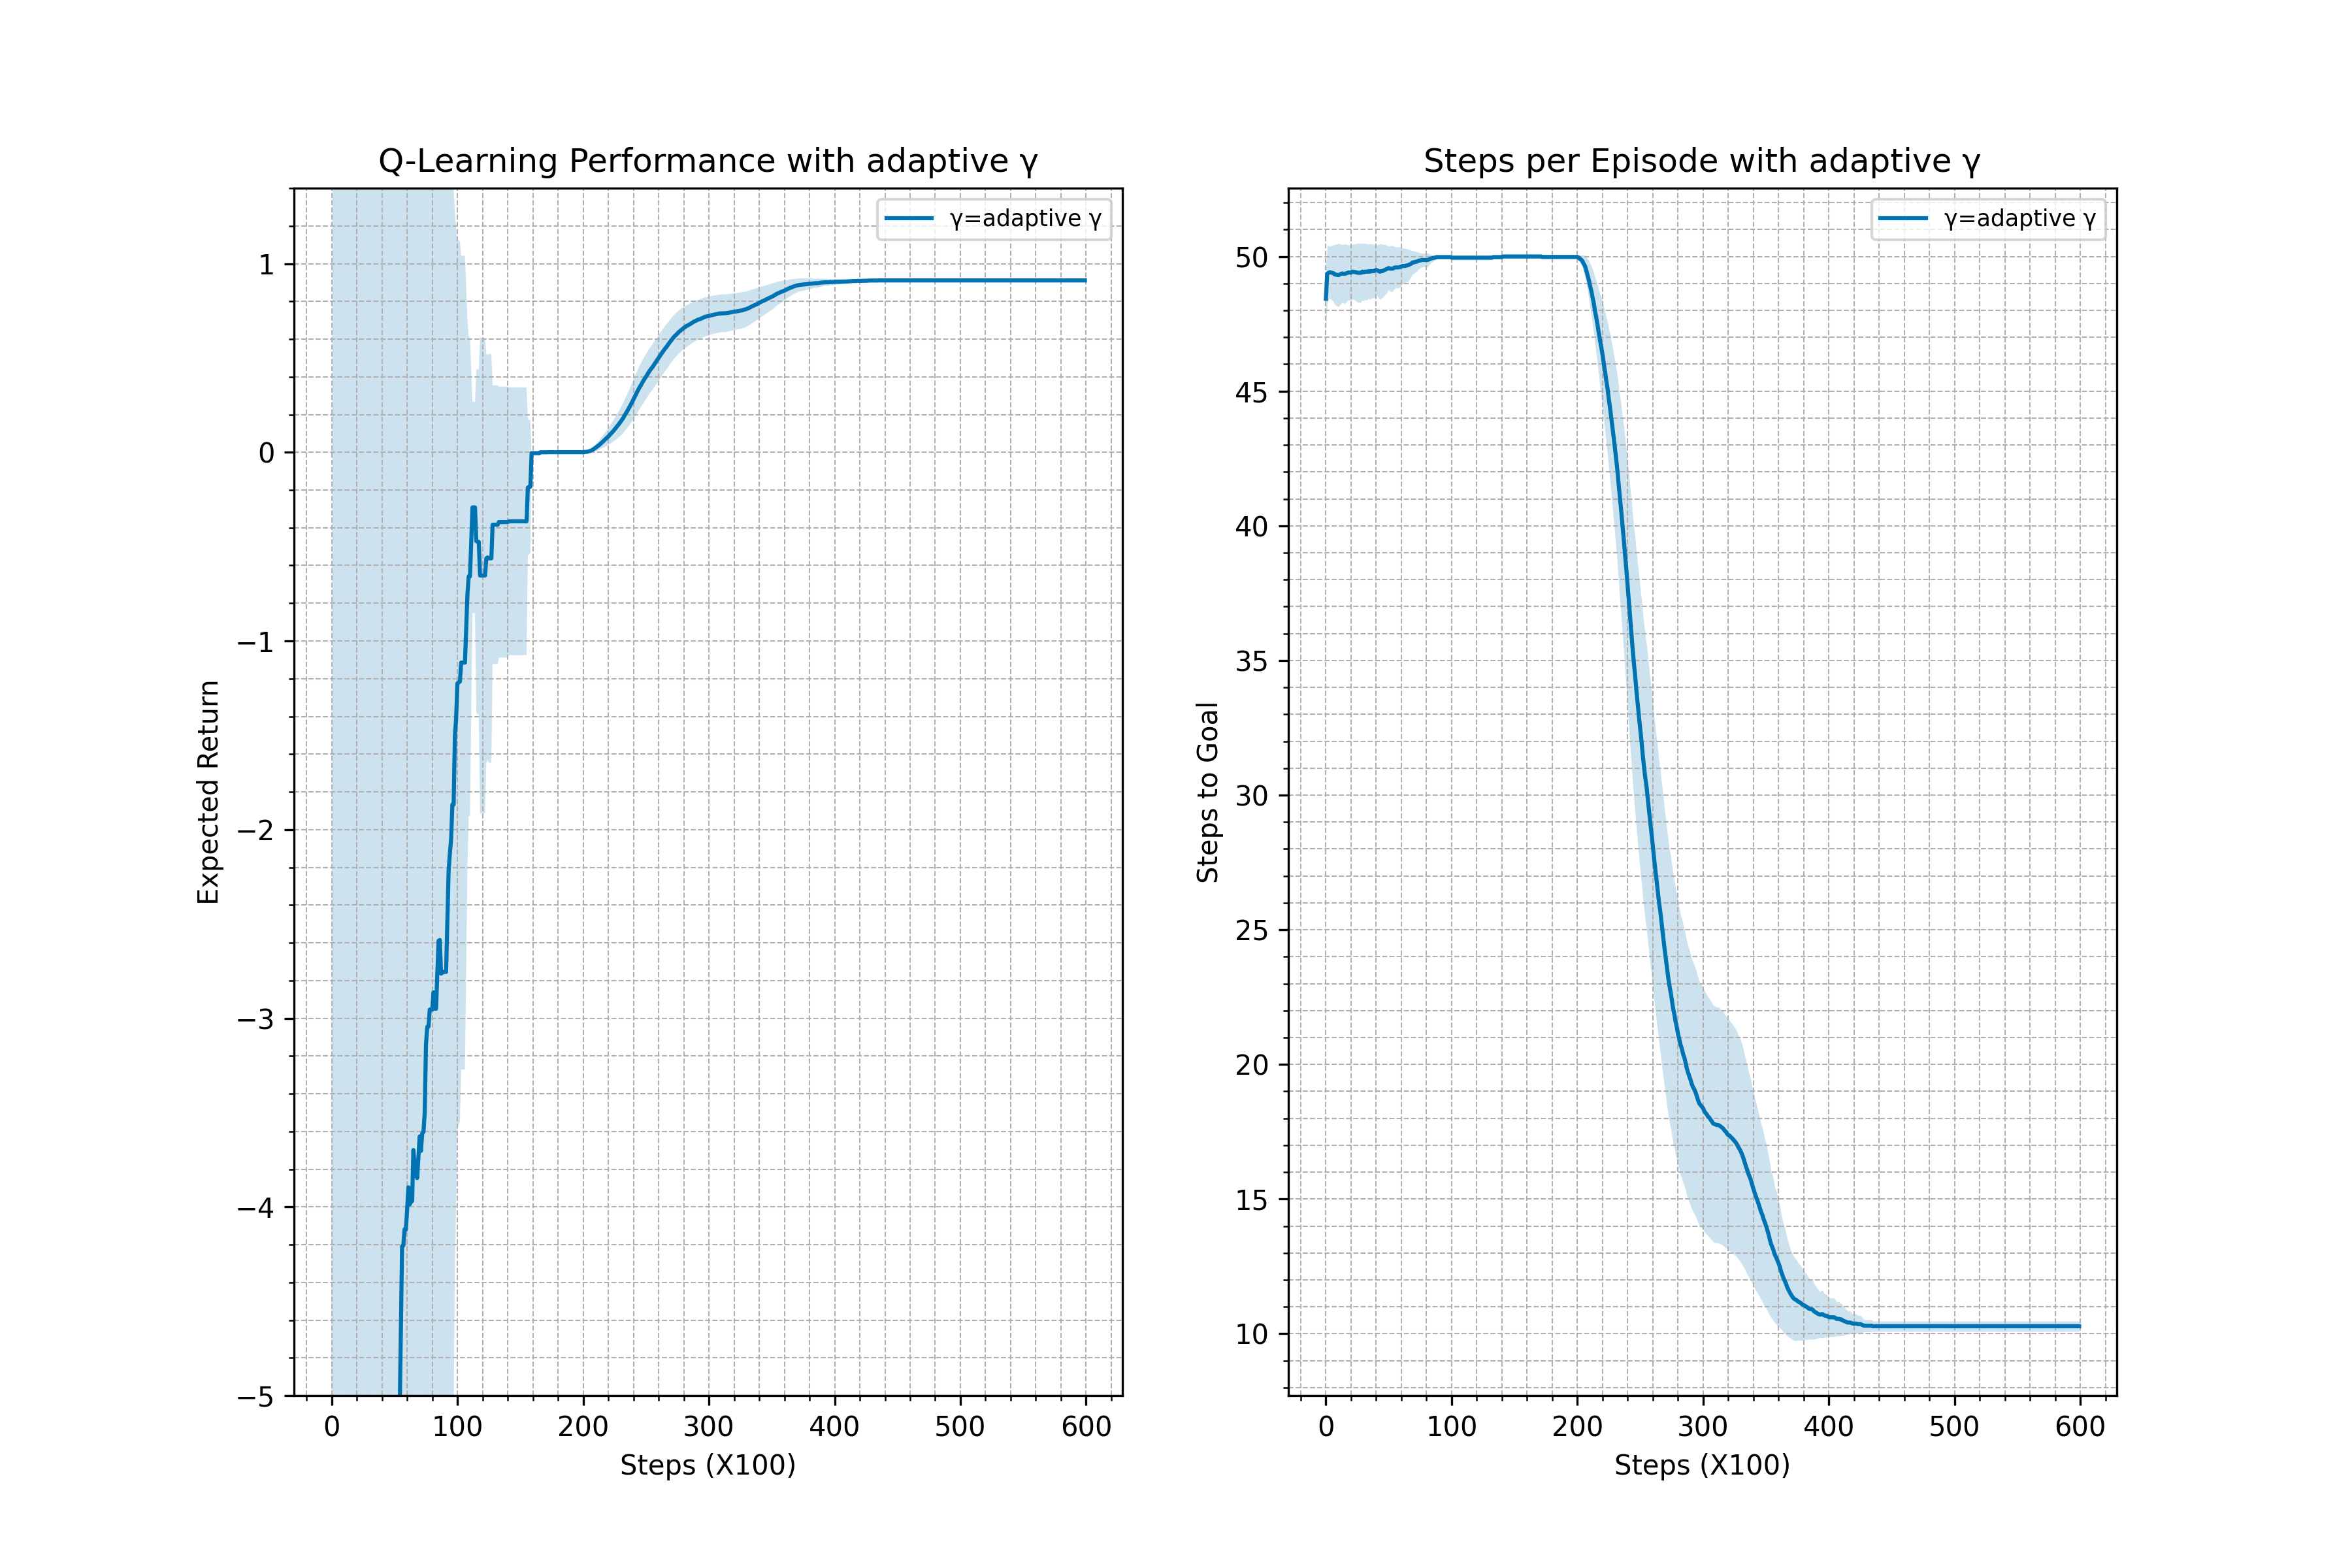 Q-Learning Performance with adaptive γ
γ=adaptive γ
Expected Return
1
0
−1
−2
−3
−4
−5
0 100 200 300 400 500 600
Steps (X100)
Steps per Episode with adaptive γ
γ=adaptive γ
Steps to Goal
50
45
40
35
30
25
20
15
10
0 100 200 300 400 500 600
Steps (X100)